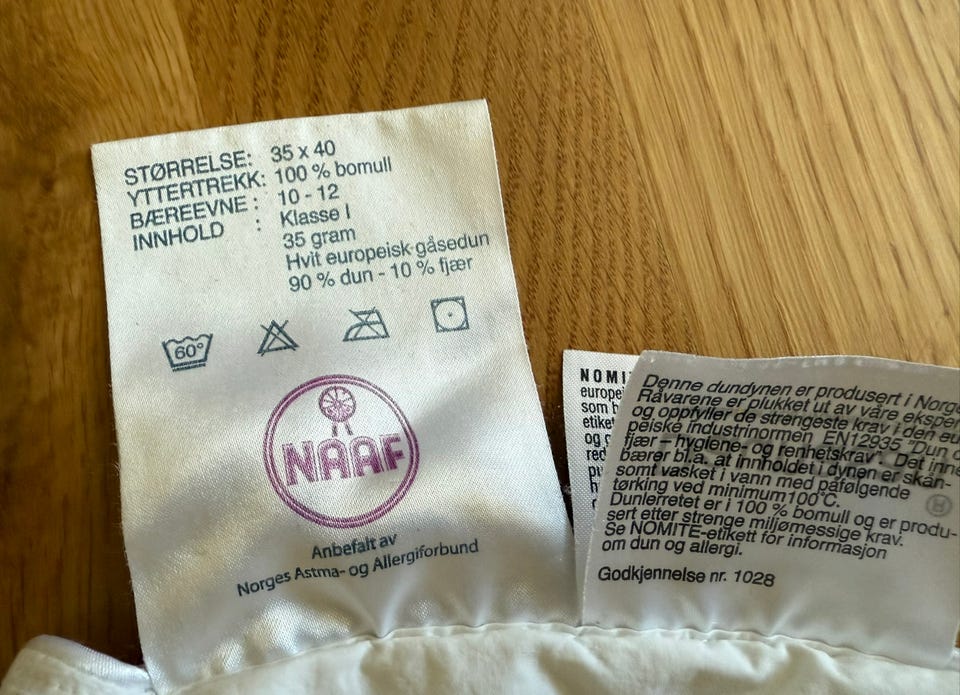 STØRRELSE: 35 x 40
YTTERTREKK: 100 % bomull
BÆREEVNE : 10 - 12
INNHOLD : Klasse I
35 gram
Hvit europeisk gåsedun
90 % dun - 10 % fjær
60°
NAAF
Anbefalt av
Norges Astma- og Allergiforbund
NOMI
europei
som
etiket
og
red
Denne dundynen er produsert i Norge
Råvarene er plukket ut av våre eksper
og oppfyller de strengeste krav i den eu
peiske industrinormen EN12935 "Dun o
fjær – hygiene- og renhetskrav". Det inne
bærer bl.a. at innholdet i dynen er skån-
somt vasket i vann med påfølgende
tørking ved minimum100°C.
Dunlerretet er i 100 % bomull og er produ-
sert etter strenge miljømessige krav.
Se NOMITE-etikett for informasjon
om dun og allergi.
Godkjennelse nr. 1028